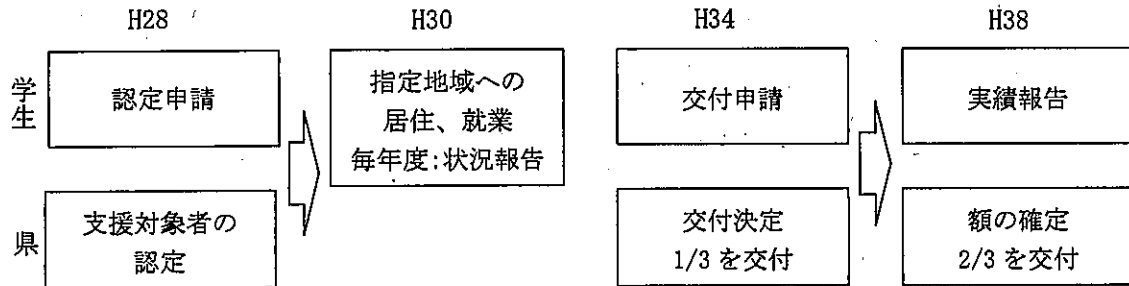 H28 H30 H34 H38
学生
認定申請
指定地域への
居住、就業
毎年度:状況報告
交付申請
実績報告
県
支援対象者の
認定
交付決定
1/3を交付
額の確定
2/3を交付